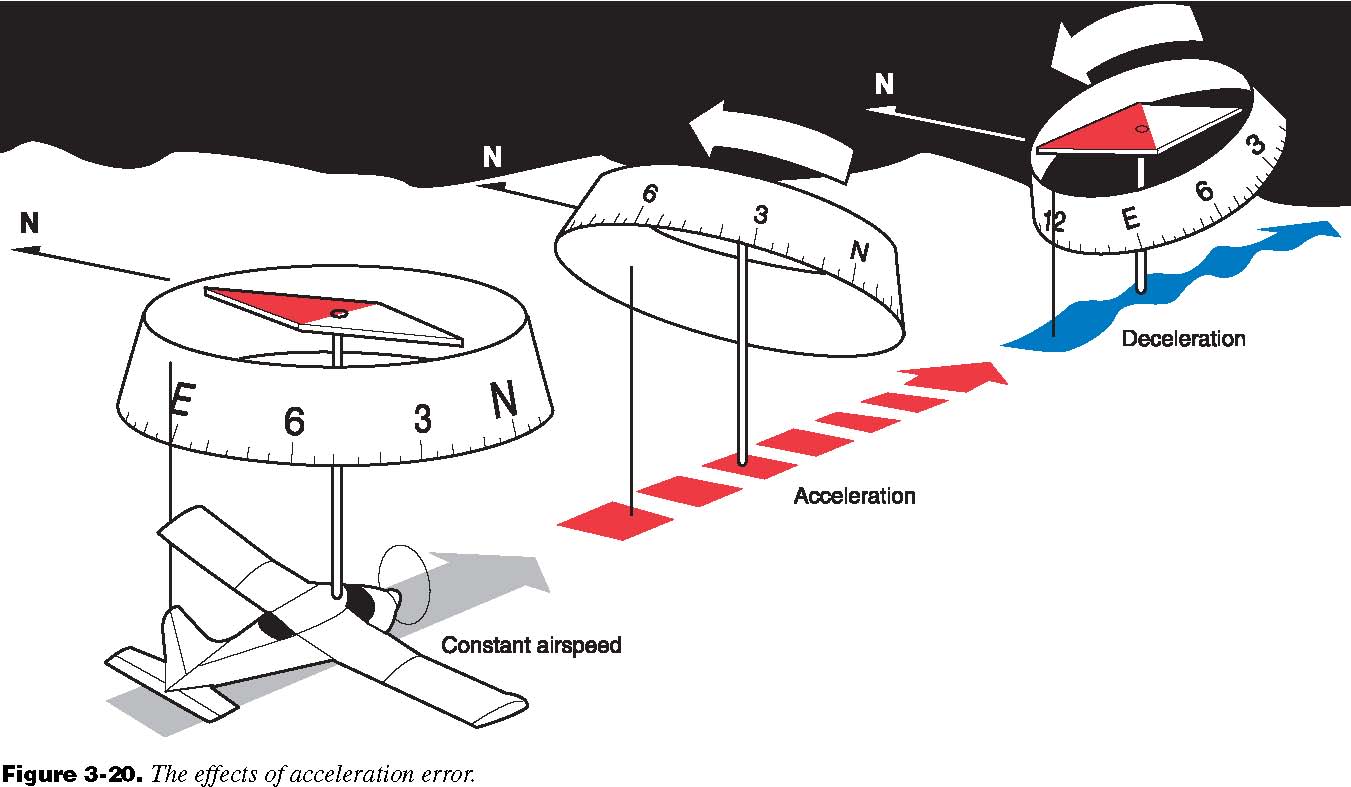 N
N
N
3
6
12
E
6
3
N
E
6
3
N
Deceleration
Acceleration
Constant airspeed
Figure 3-20. The effects of acceleration error.